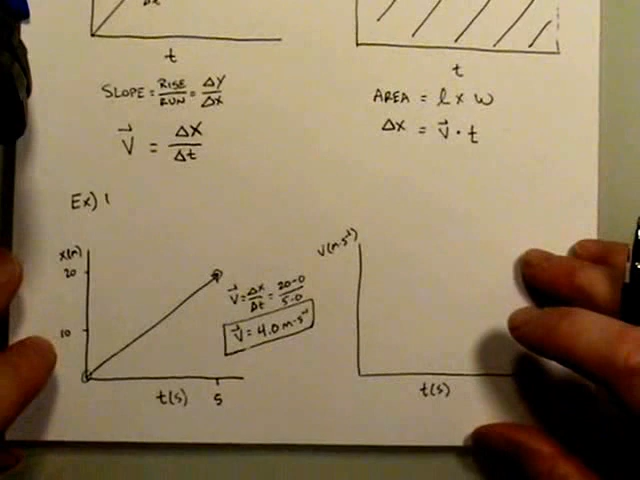 Δx
t
t
SLOPE = RISE/RUN = ΔY/ΔX
AREA = l x w
V⃗ = ΔX/Δt
Δx = V⃗ · t
Ex) 1
x(m)
20
10
t(s)
5
V⃗ = ΔX/Δt = 20-0/5-0
V⃗ = 4.0 m·s⁻¹
V(m·s⁻¹)
t(s)